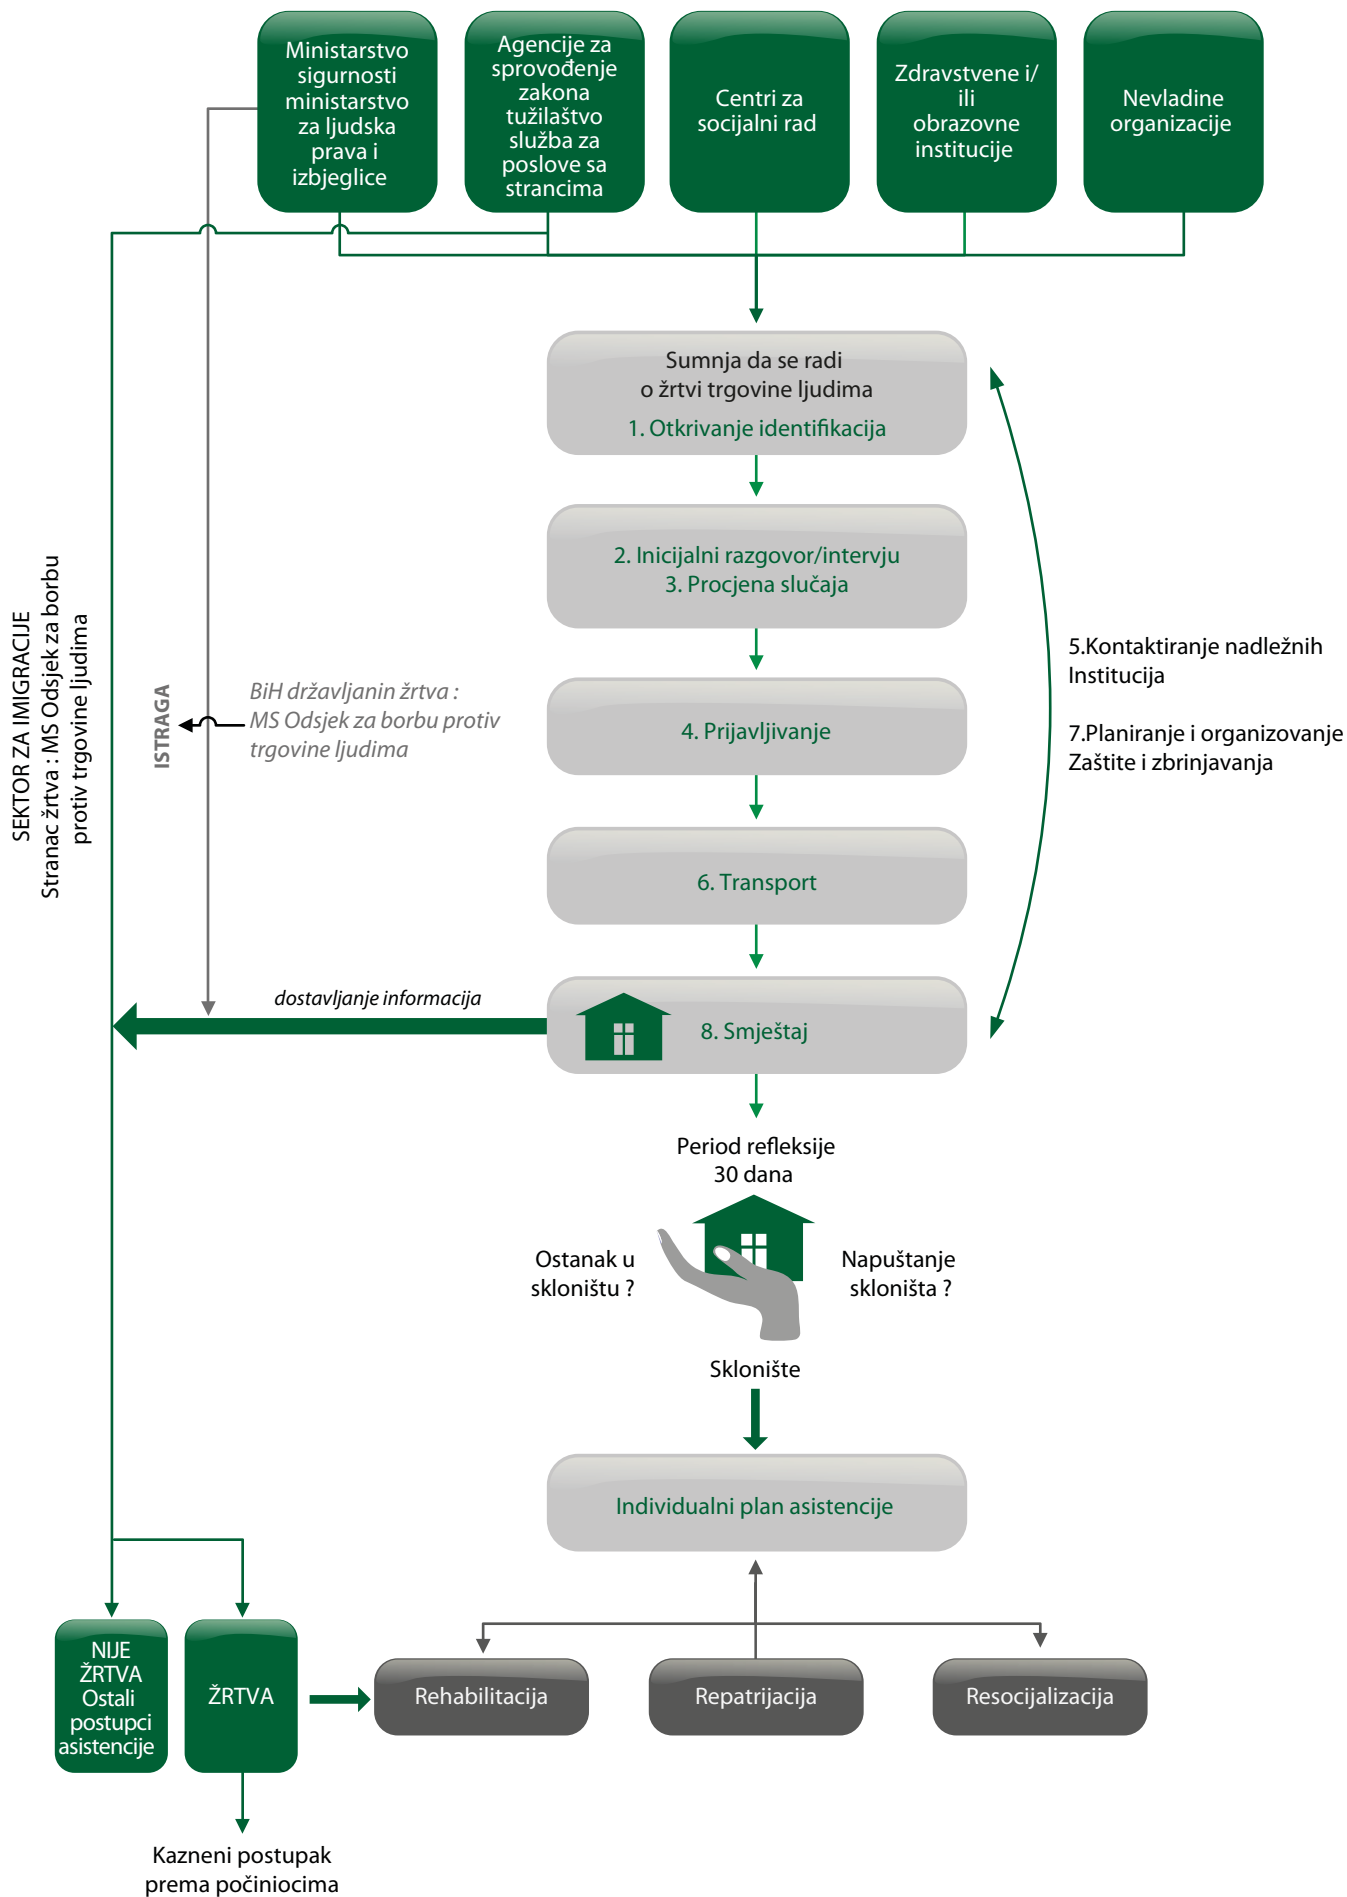 Ministarstvo
sigurnosti
ministarstvo
za ljudska
prava i
izbjeglice
Agencije za
sprovođenje
zakona
tužilaštvo
služba za
poslove sa
strancima
Centri za
socijalni rad
Zdravstvene i/
ili
obrazovne
institucije
Nevladine
organizacije
Sumnja da se radi
o žrtvi trgovine ljudima
1. Otkrivanje identifikacija
2. Inicijalni razgovor/intervju
3. Procjena slučaja
4. Prijavljivanje
5.Kontaktiranje nadležnih
Institucija
7.Planiranje i organizovanje
Zaštite i zbrinjavanja
SEKTOR ZA IMIGRACIJE
Stranac žrtva : MS Odsjek za borbu
protiv trgovine ljudima
ISTRAGA
BiH državljanin žrtva :
MS Odsjek za borbu protiv
trgovine ljudima
6. Transport
dostavljanje informacija
8. Smještaj
Period refleksije
30 dana
Ostanak u
skloništu ?
Napuštanje
skloništa ?
Sklonište
Individualni plan asistencije
NIJE
ŽRTVA
Ostali
postupci
asistencije
ŽRTVA
Rehabilitacija
Repatrijacija
Resocijalizacija
Kazneni postupak
prema počiniocima